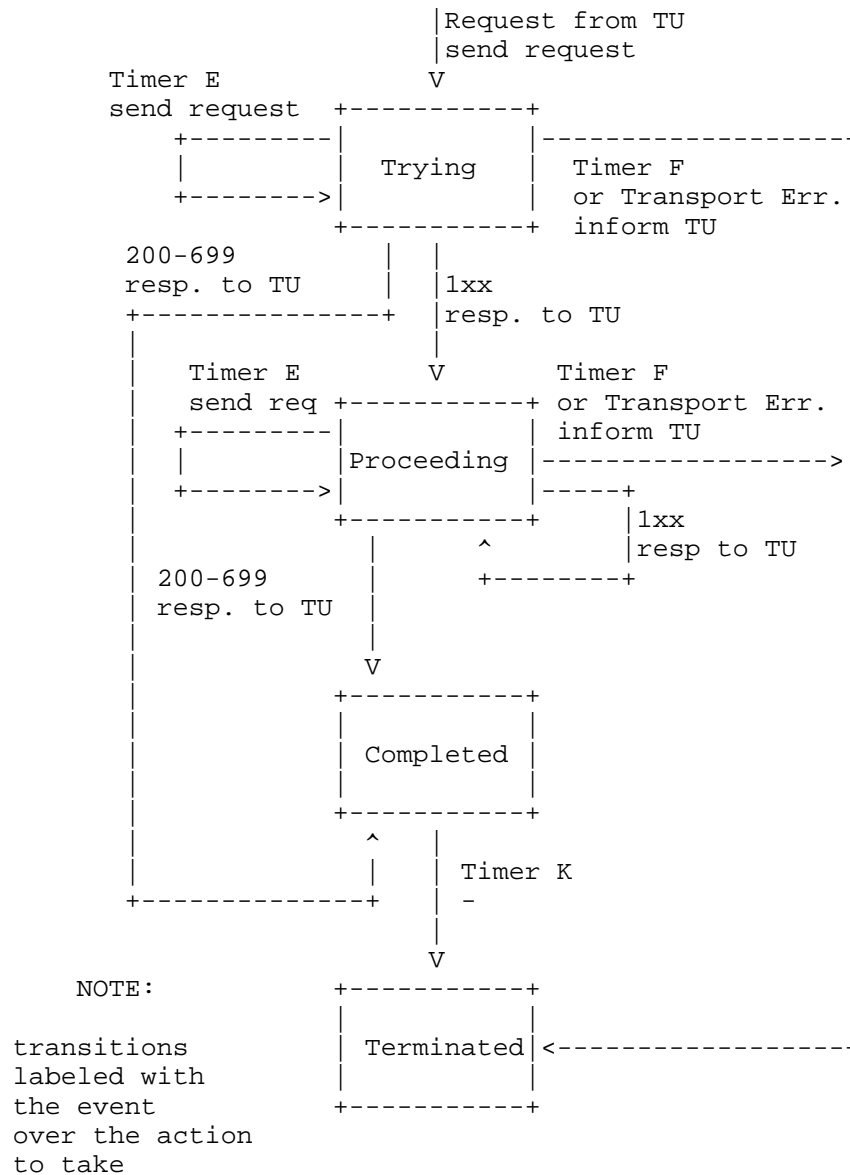 |Request from TU
|send request
Timer E V
send request +-----------+
+---------| |-------------------
| | Trying | Timer F
+-------->| | or Transport Err.
+-----------+ inform TU
200-699 | |
resp. to TU | |1xx
+---------------+ |resp. to TU
| |
| Timer E V Timer F
| send req +-----------+ or Transport Err.
| +---------| | inform TU
| | |Proceeding |------------------>
| +-------->| |-----+
| +-----------+ |1xx
| | ^ |resp to TU
| 200-699 | +--------+
| resp. to TU |
| |
| V
| +-----------+
| | |
| | Completed |
| | |
| +-----------+
| ^ |
| | | Timer K
+--------------+ | -
|
V
NOTE: +-----------+
| |
transitions | Terminated|<-------------------
labeled with | |
the event +-----------+
over the action
to take